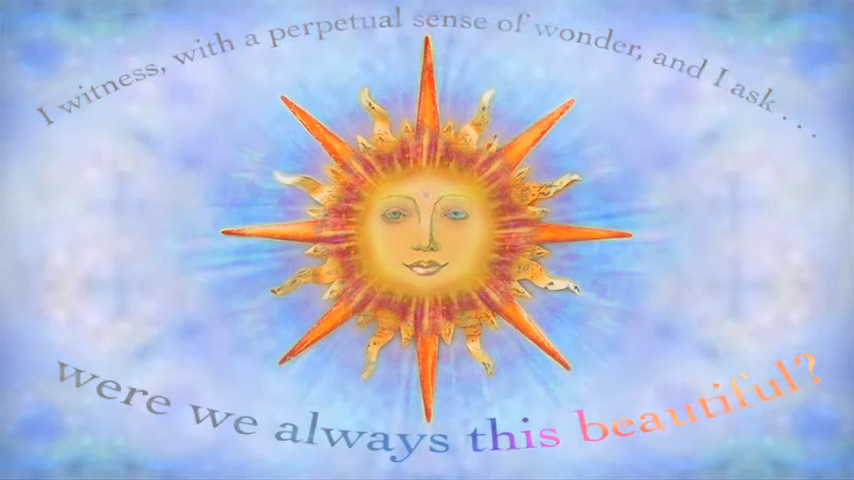 I witness, with a perpetual sense of wonder, and I ask . . .
were we always this beautiful?